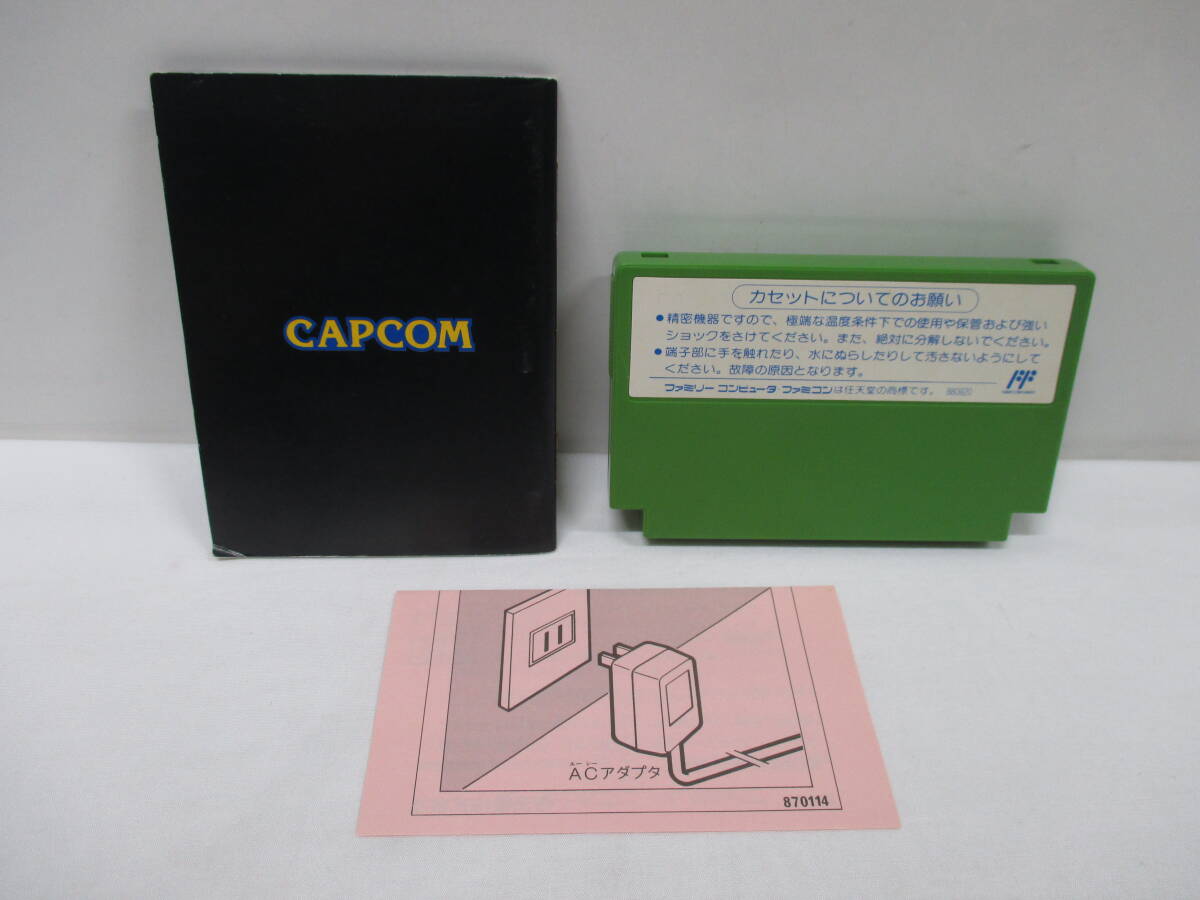 CAPCOM
カセットについてのお願い
●精密機器ですので、極端な温度条件下での使用や保管および強い
ショックをさけてください。また、絶対に分解しないでください。
●端子部に手を触れたり、水にぬらしたりして汚さないようにして
ください。故障の原因となります。
ファミリー コンピュータ・ファミコンは任天堂の商標です。 880920
エー シー
ACアダプタ
870114